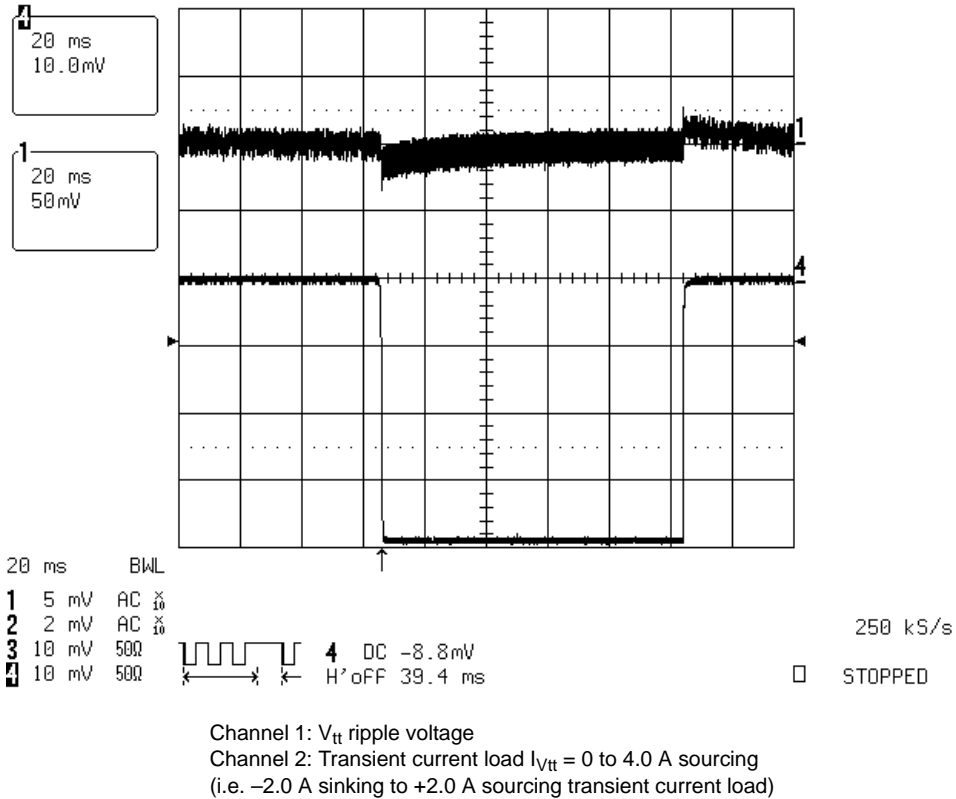 4
20 ms
10.0mV
1
20 ms
50mV
1
4
20 ms BWL
1 5 mV AC x10
2 2 mV AC x10
3 10 mV 50Ω
4 10 mV 50Ω
4 DC -8.8mV
H'oFF 39.4 ms
250 kS/s
STOPPED
Channel 1: Vtt ripple voltage
Channel 2: Transient current load IVtt = 0 to 4.0 A sourcing
(i.e. –2.0 A sinking to +2.0 A sourcing transient current load)